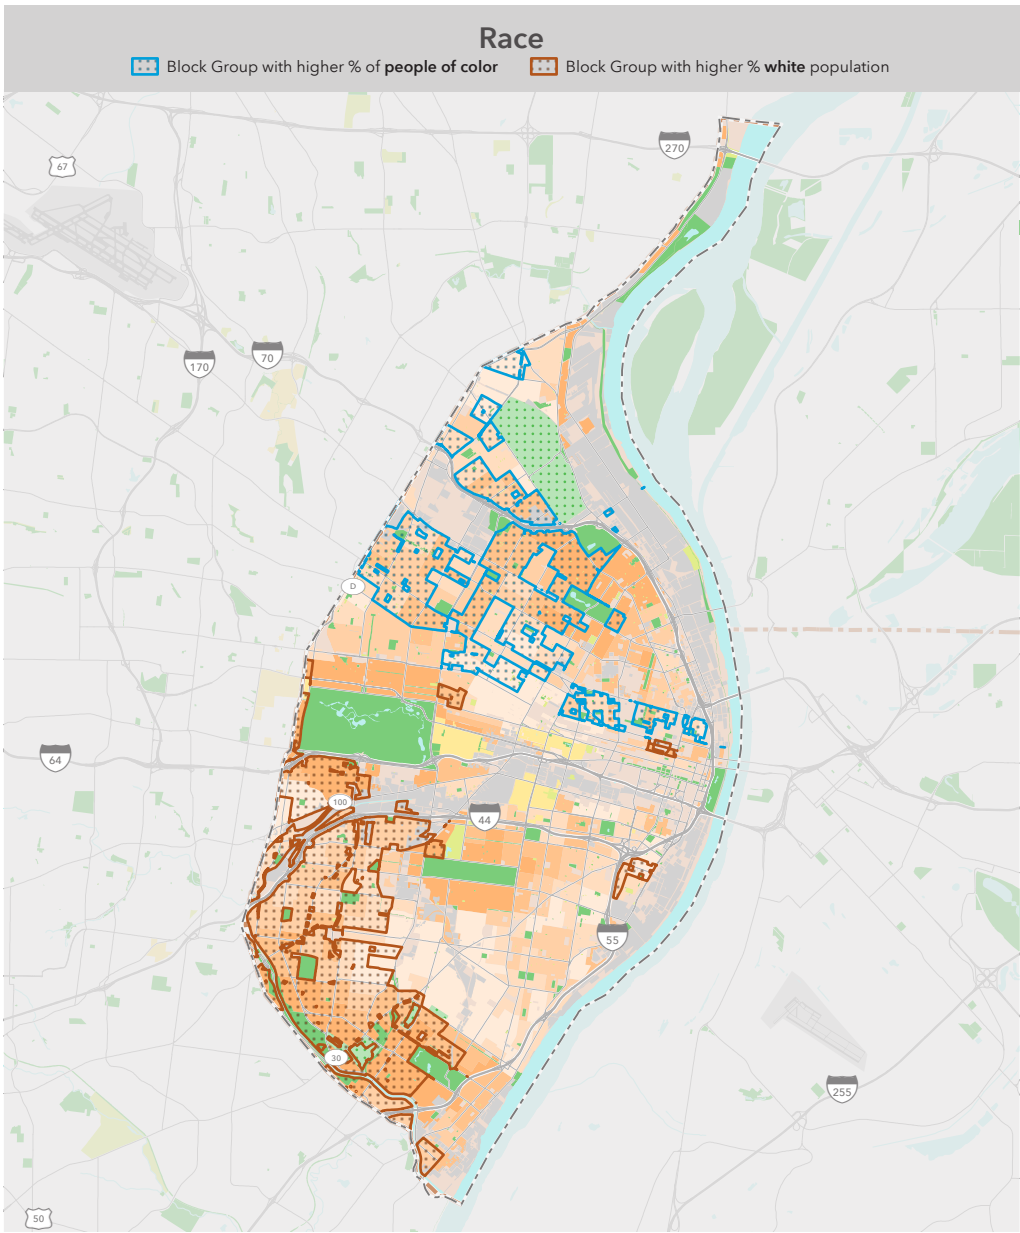 Race
Block Group with higher % of people of color
Block Group with higher % white population
270
67
70
170
D
64
100
44
55
30
255
50